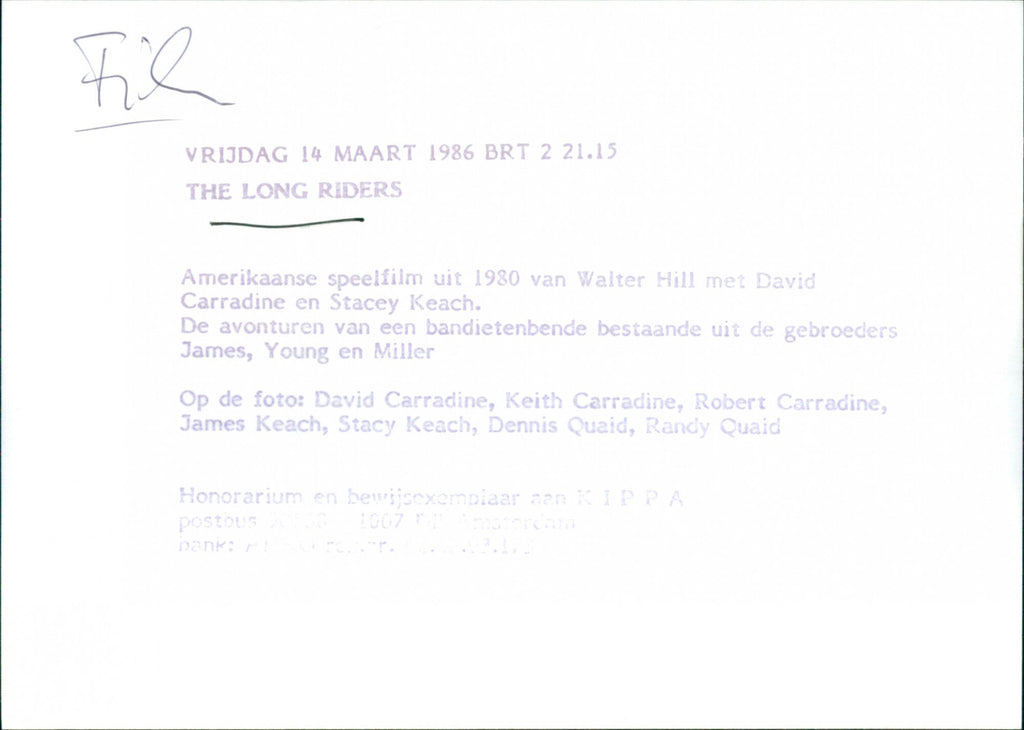 VRIJDAG 14 MAART 1986 BRT 2 21.15
THE LONG RIDERS
Amerikaanse speelfilm uit 1980 van Walter Hill met David
Carradine en Stacey Keach.
De avonturen van een bandietenbende bestaande uit de gebroeders
James, Young en Miller
Op de foto: David Carradine, Keith Carradine, Robert Carradine,
James Keach, Stacy Keach, Dennis Quaid, Randy Quaid
Honorarium en bewijsexemplaar aan K I P P A
postbus 1007 Amsterdam
bank: